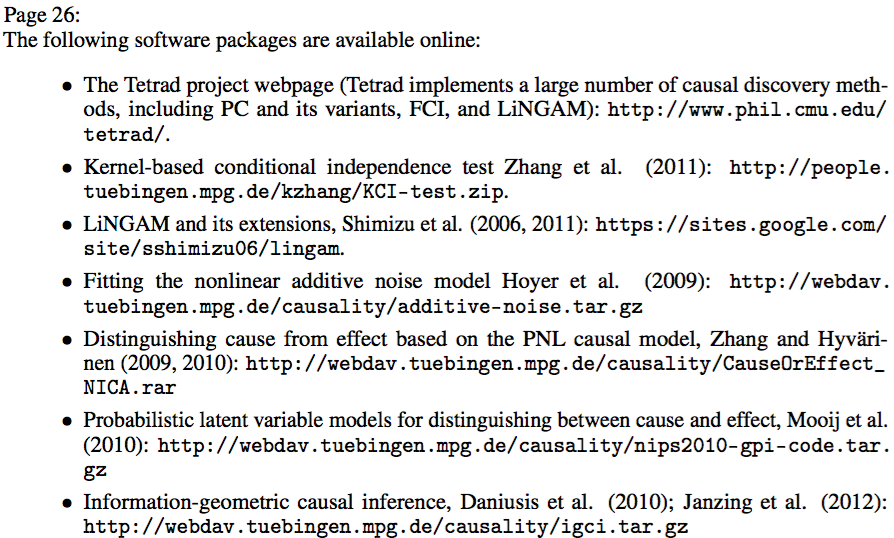 Page 26:
The following software packages are available online:
• The Tetrad project webpage (Tetrad implements a large number of causal discovery meth-
ods, including PC and its variants, FCI, and LiNGAM): http://www.phil.cmu.edu/
tetrad/.
• Kernel-based conditional independence test Zhang et al. (2011): http://people.
tuebingen.mpg.de/kzhang/KCI-test.zip.
• LiNGAM and its extensions, Shimizu et al. (2006, 2011): https://sites.google.com/
site/sshimizu06/lingam.
• Fitting the nonlinear additive noise model Hoyer et al. (2009): http://webdav.
tuebingen.mpg.de/causality/additive-noise.tar.gz
• Distinguishing cause from effect based on the PNL causal model, Zhang and Hyväri-
nen (2009, 2010): http://webdav.tuebingen.mpg.de/causality/CauseOrEffect_
NICA.rar
• Probabilistic latent variable models for distinguishing between cause and effect, Mooij et al.
(2010): http://webdav.tuebingen.mpg.de/causality/nips2010-gpi-code.tar.
gz
• Information-geometric causal inference, Daniusis et al. (2010); Janzing et al. (2012):
http://webdav.tuebingen.mpg.de/causality/igci.tar.gz